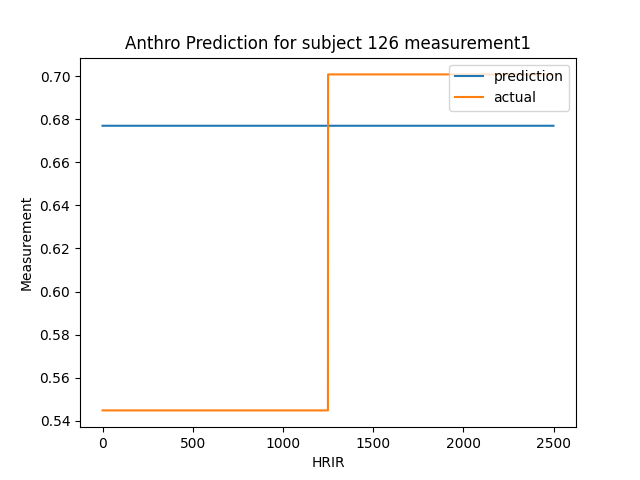 Anthro Prediction for subject 126 measurement1
prediction
actual
Measurement
0.70
0.68
0.66
0.64
0.62
0.60
0.58
0.56
0.54
0 500 1000 1500 2000 2500
HRIR